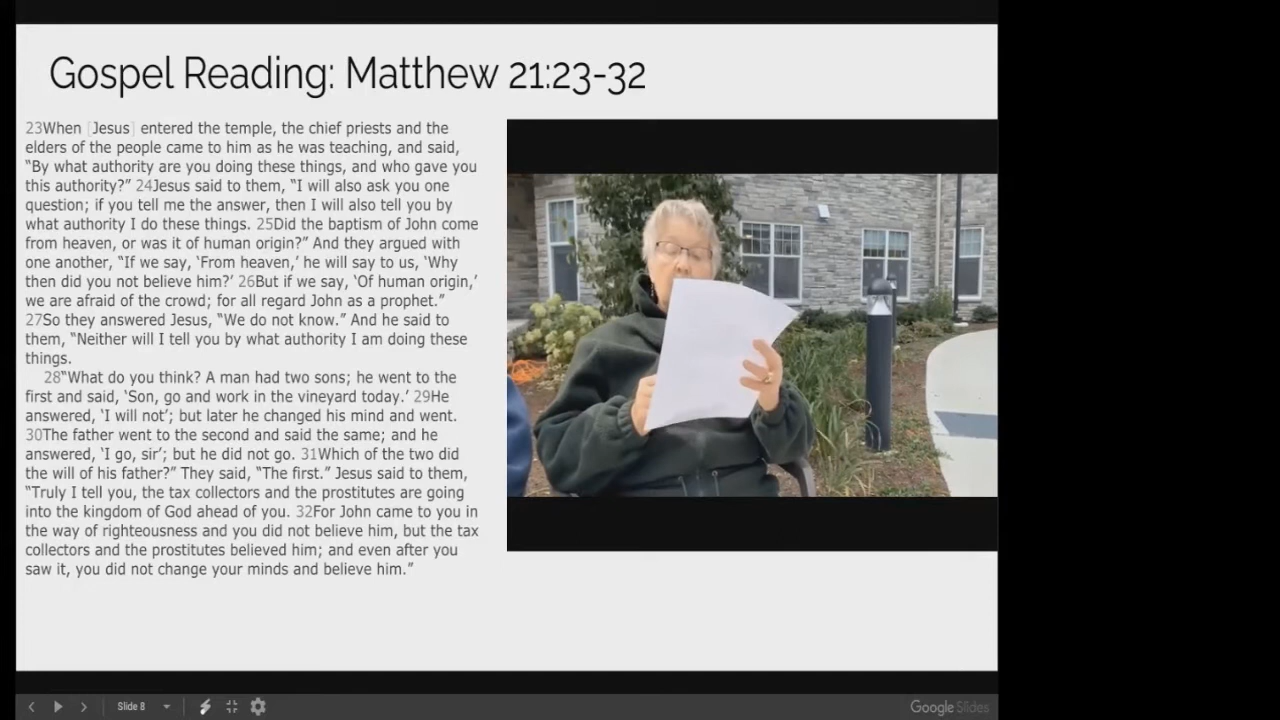 Gospel Reading: Matthew 21:23-32
23When [Jesus] entered the temple, the chief priests and the
elders of the people came to him as he was teaching, and said,
“By what authority are you doing these things, and who gave you
this authority?” 24Jesus said to them, “I will also ask you one
question; if you tell me the answer, then I will also tell you by
what authority I do these things. 25Did the baptism of John come
from heaven, or was it of human origin?” And they argued with
one another, “If we say, ‘From heaven,’ he will say to us, ‘Why
then did you not believe him?’ 26But if we say, ‘Of human origin,’
we are afraid of the crowd; for all regard John as a prophet.”
27So they answered Jesus, “We do not know.” And he said to
them, “Neither will I tell you by what authority I am doing these
things.
28“What do you think? A man had two sons; he went to the
first and said, ‘Son, go and work in the vineyard today.’ 29He
answered, ‘I will not’; but later he changed his mind and went.
30The father went to the second and said the same; and he
answered, ‘I go, sir’; but he did not go. 31Which of the two did
the will of his father?” They said, “The first.” Jesus said to them,
“Truly I tell you, the tax collectors and the prostitutes are going
into the kingdom of God ahead of you. 32For John came to you in
the way of righteousness and you did not believe him, but the tax
collectors and the prostitutes believed him; and even after you
saw it, you did not change your minds and believe him.”
Slide 8
Google Slides